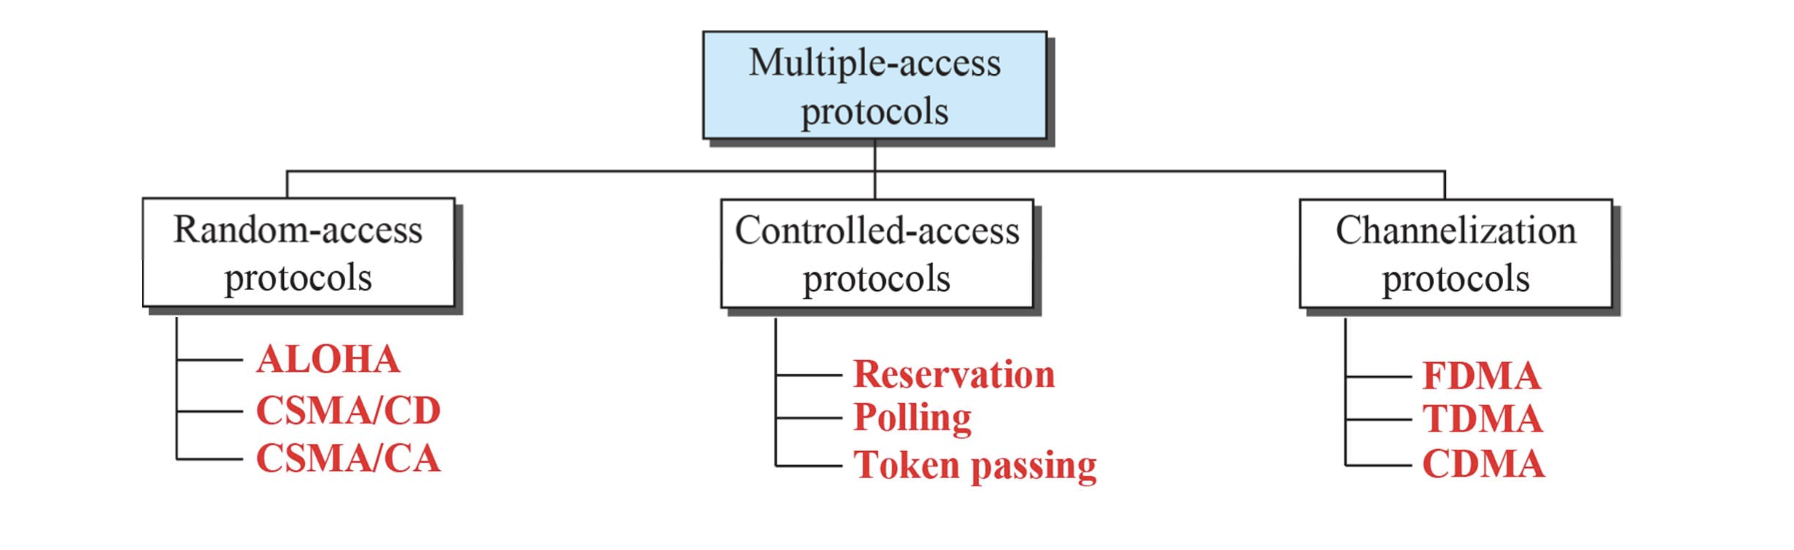 Multiple-access
protocols
Random-access
protocols
Controlled-access
protocols
Channelization
protocols
ALOHA
CSMA/CD
CSMA/CA
Reservation
Polling
Token passing
FDMA
TDMA
CDMA